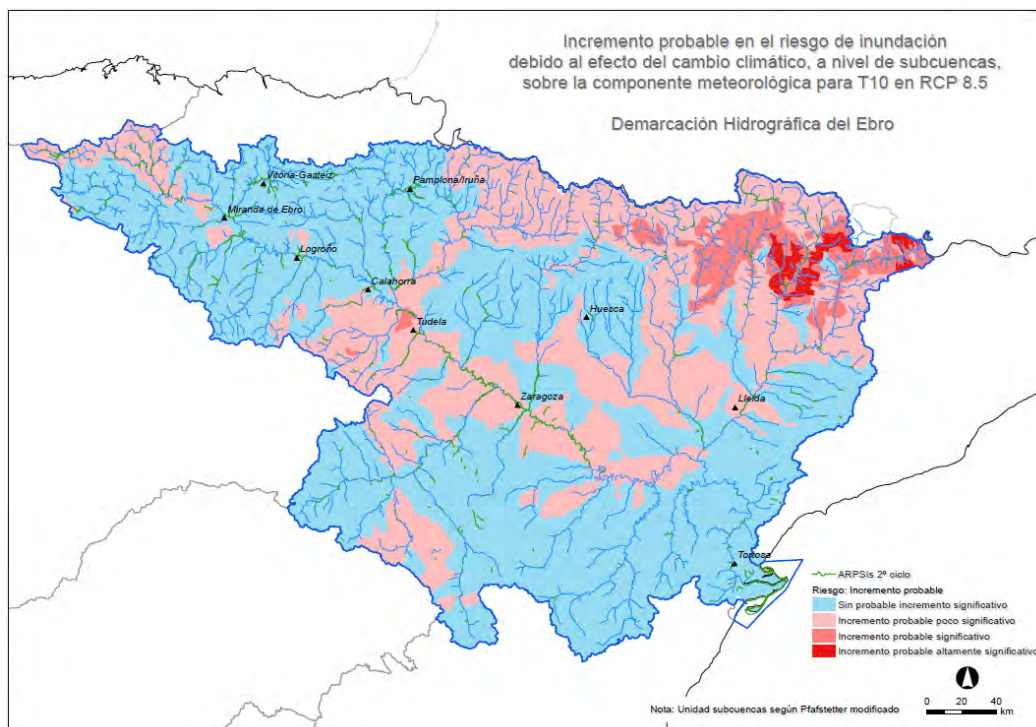 Incremento probable en el riesgo de inundación
debido al efecto del cambio climático, a nivel de subcuencas,
sobre la componente meteorológica para T10 en RCP 8.5
Demarcación Hidrográfica del Ebro
Vitoria-Gasteiz
Pamplona/Iruña
Miranda de Ebro
Logroño
Calahorra
Tudela
Huesca
Zaragoza
Lleida
Tortosa
ARPSIs 2º ciclo
Riesgo: Incremento probable
Sin probable incremento significativo
Incremento probable poco significativo
Incremento probable significativo
Incremento probable altamente significativo
Nota: Unidad subcuencas según Pfafstetter modificado
0 20 40
km